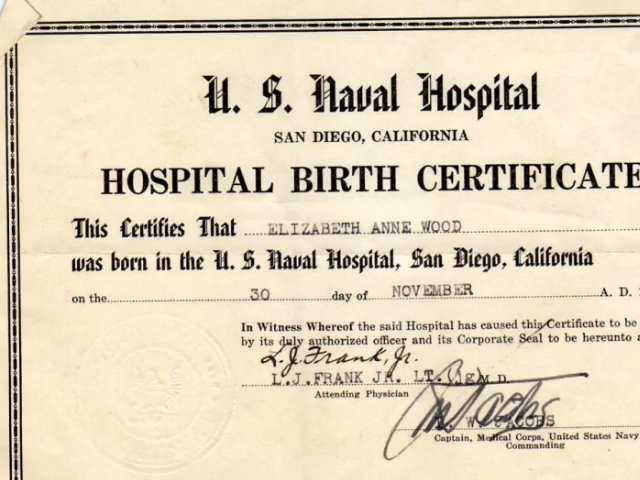 U. S. Naval Hospital
SAN DIEGO, CALIFORNIA
HOSPITAL BIRTH CERTIFICATE
This Certifies That ELIZABETH ANNE WOOD
was born in the U. S. Naval Hospital, San Diego, California
on the 30 day of NOVEMBER A. D.
In Witness Whereof the said Hospital has caused this Certificate to be
by its duly authorized officer and its Corporate Seal to be hereunto a
L. J. Frank, Jr.
L.J.FRANK JR. LT.(jg)M.D.
Attending Physician
W. JACOBS
Captain, Medical Corps, United States Navy
Commanding